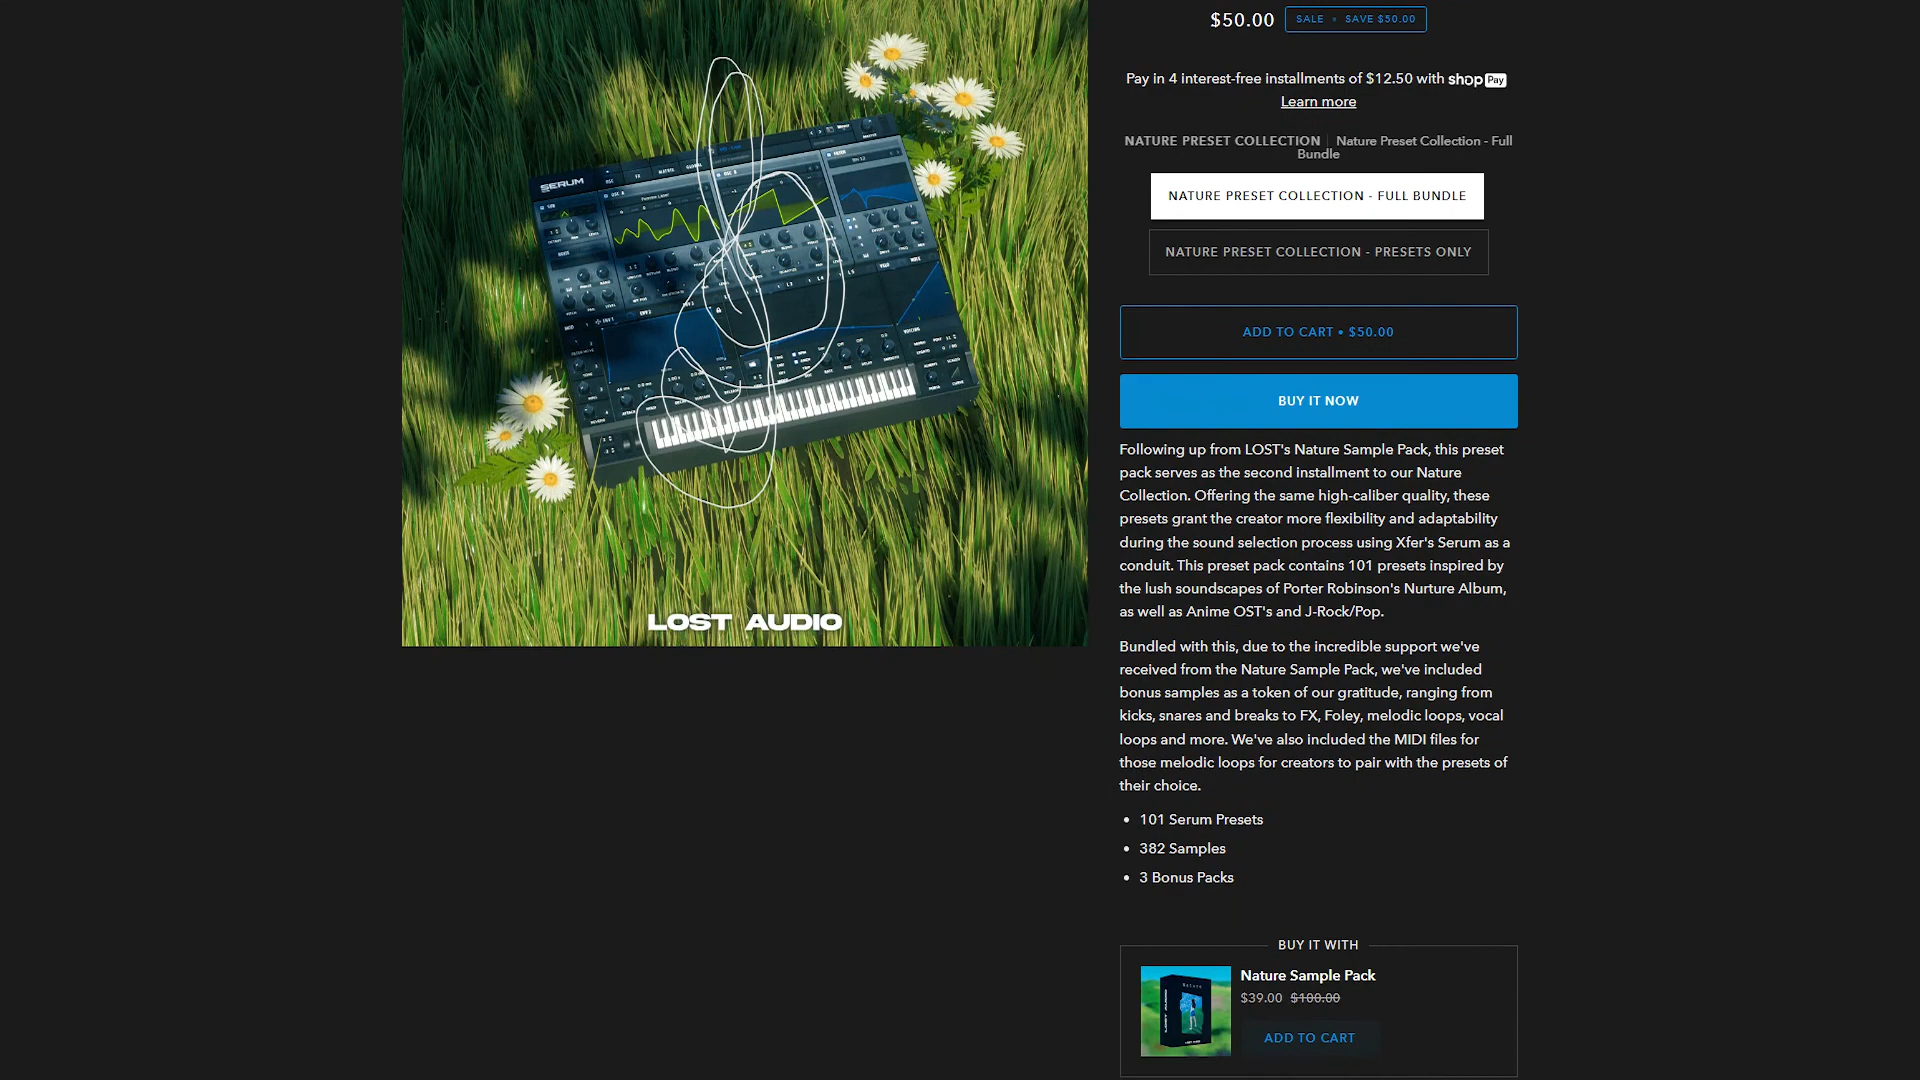 $50.00 SALE • SAVE $50.00
Pay in 4 interest-free installments of $12.50 with shop Pay
Learn more
NATURE PRESET COLLECTION | Nature Preset Collection - Full
Bundle
NATURE PRESET COLLECTION - FULL BUNDLE
NATURE PRESET COLLECTION - PRESETS ONLY
ADD TO CART • $50.00
BUY IT NOW
Following up from LOST's Nature Sample Pack, this preset
pack serves as the second installment to our Nature
Collection. Offering the same high-caliber quality, these
presets grant the creator more flexibility and adaptability
during the sound selection process using Xfer's Serum as a
conduit. This preset pack contains 101 presets inspired by
the lush soundscapes of Porter Robinson's Nurture Album,
as well as Anime OST's and J-Rock/Pop.
Bundled with this, due to the incredible support we've
received from the Nature Sample Pack, we've included
bonus samples as a token of our gratitude, ranging from
kicks, snares and breaks to FX, Foley, melodic loops, vocal
loops and more. We've also included the MIDI files for
those melodic loops for creators to pair with the presets of
their choice.
• 101 Serum Presets
• 382 Samples
• 3 Bonus Packs
BUY IT WITH
Nature Sample Pack
$39.00 $100.00
ADD TO CART
SERUM
LOST AUDIO
Nature
LOST AUDIO